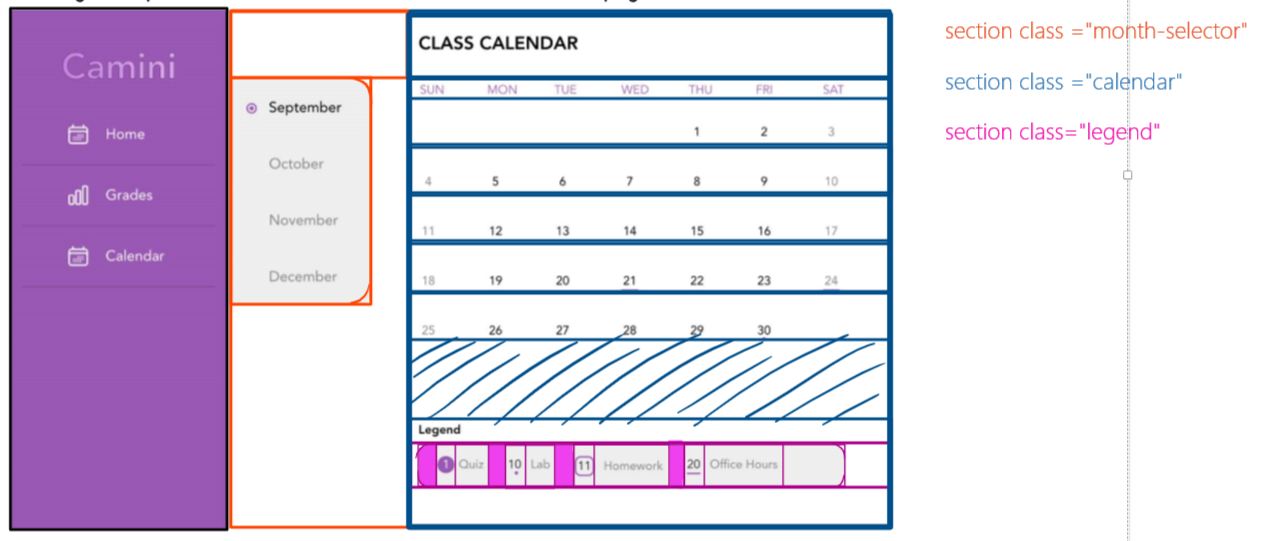 Camini
Home
Grades
Calendar
September
October
November
December
CLASS CALENDAR
SUN MON TUE WED THU FRI SAT
1 2 3
4 5 6 7 8 9 10
11 12 13 14 15 16 17
18 19 20 21 22 23 24
25 26 27 28 29 30
Legend
1 Quiz 10 Lab 11 Homework 20 Office Hours
section class ="month-selector"
section class ="calendar"
section class="legend"